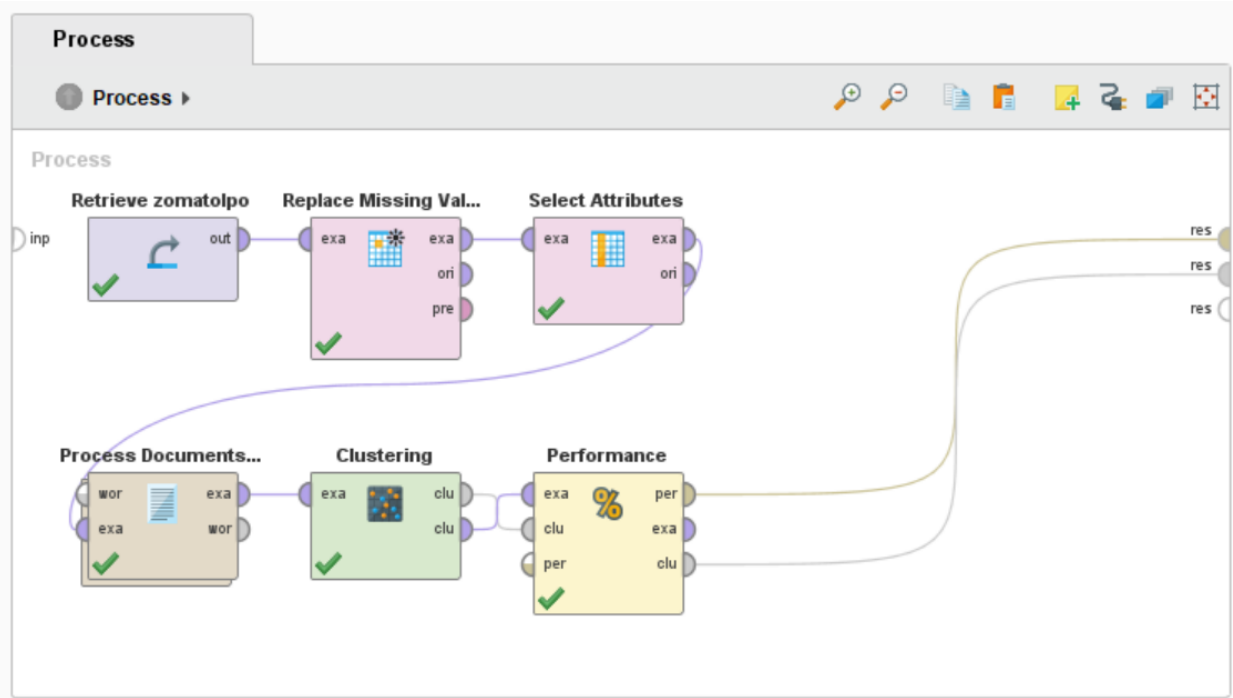 Process
Process
Process
Retrieve zomatolpo
Replace Missing Val...
Select Attributes
inp
out
exa
exa
ori
pre
exa
exa
ori
res
res
res
Process Documents...
Clustering
Performance
wor
exa
exa
wor
exa
clu
clu
exa
clu
per
%
per
exa
clu